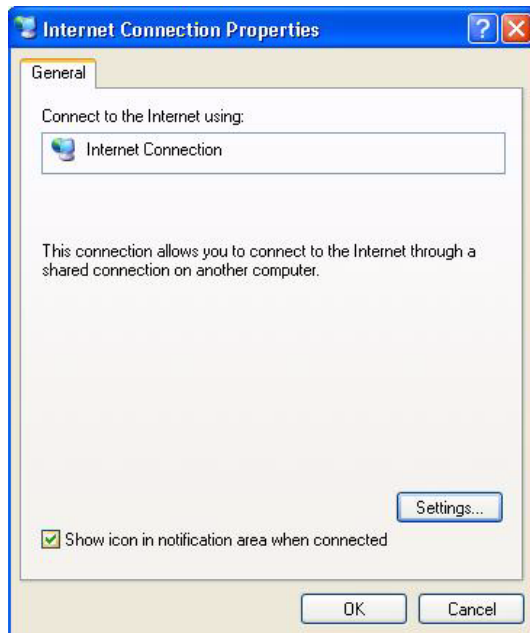 Internet Connection Properties
?
X
General
Connect to the Internet using:
Internet Connection
This connection allows you to connect to the Internet through a
shared connection on another computer.
Settings...
Show icon in notification area when connected
OK
Cancel